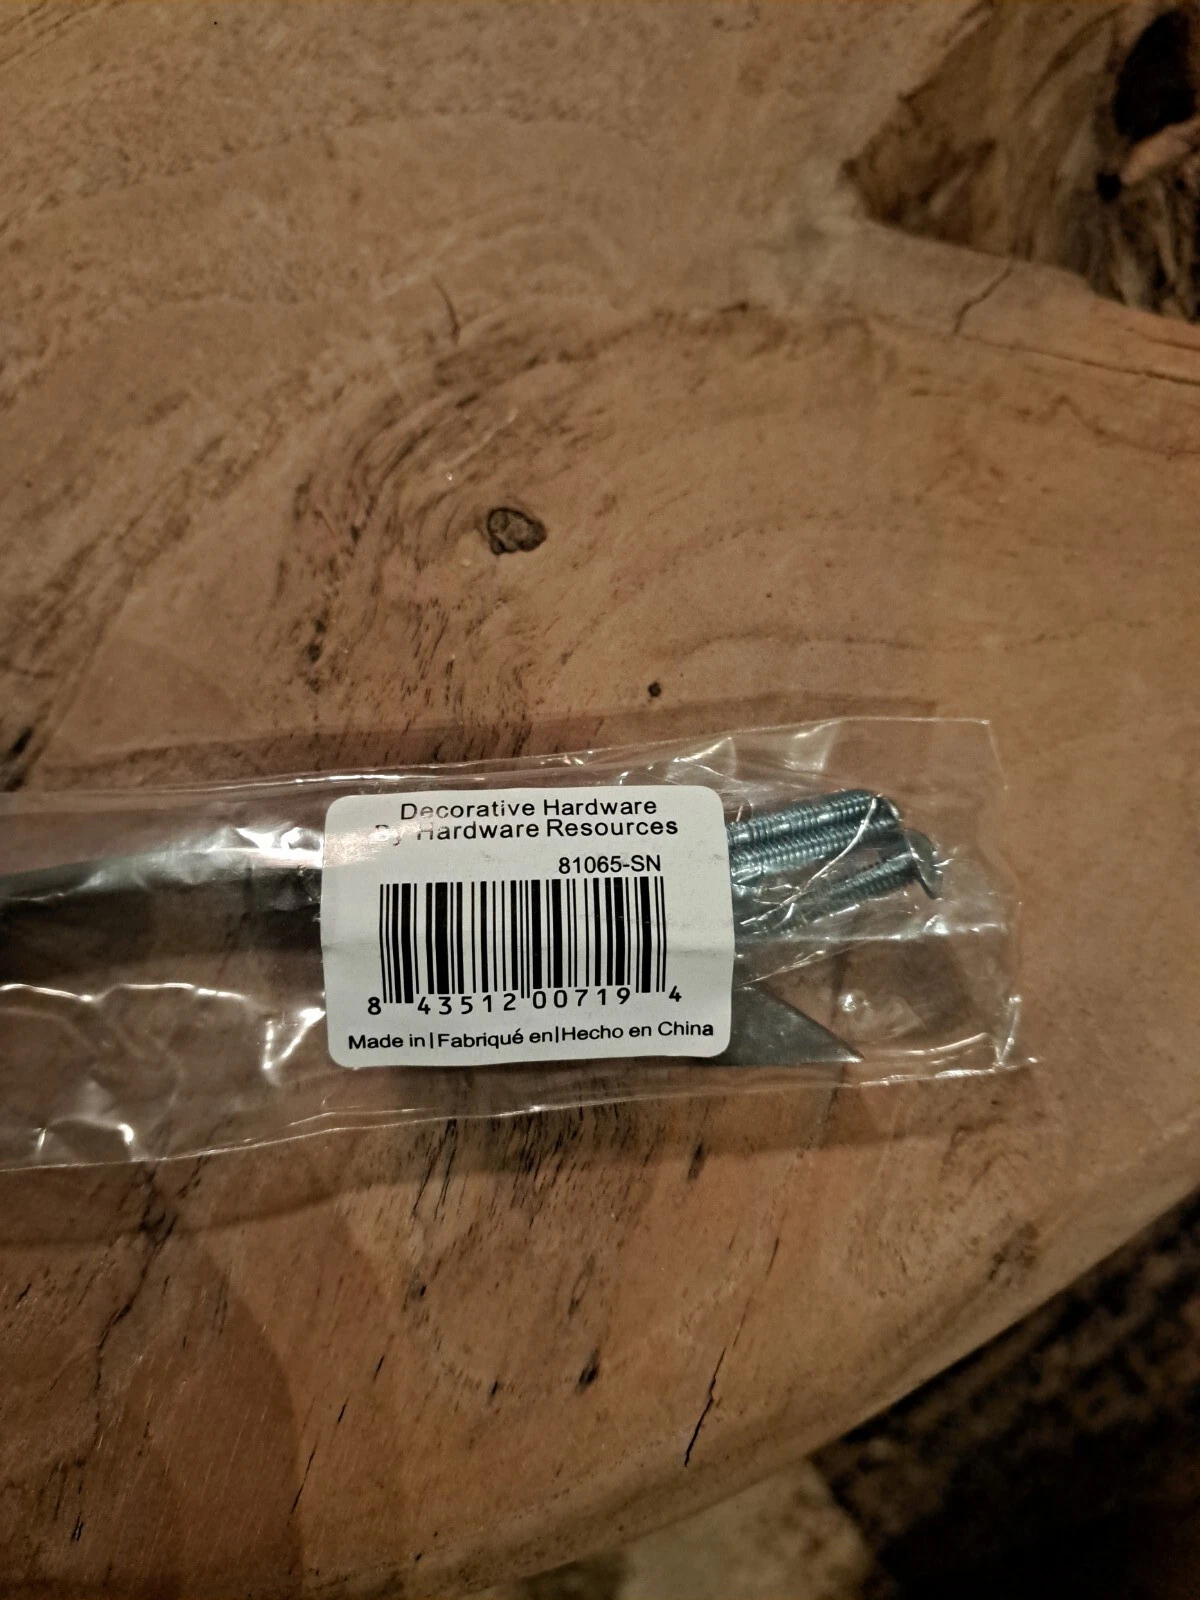 Decorative Hardware
By Hardware Resources
81065-SN
8 43512 00719 4
Made in|Fabriqué en|Hecho en China